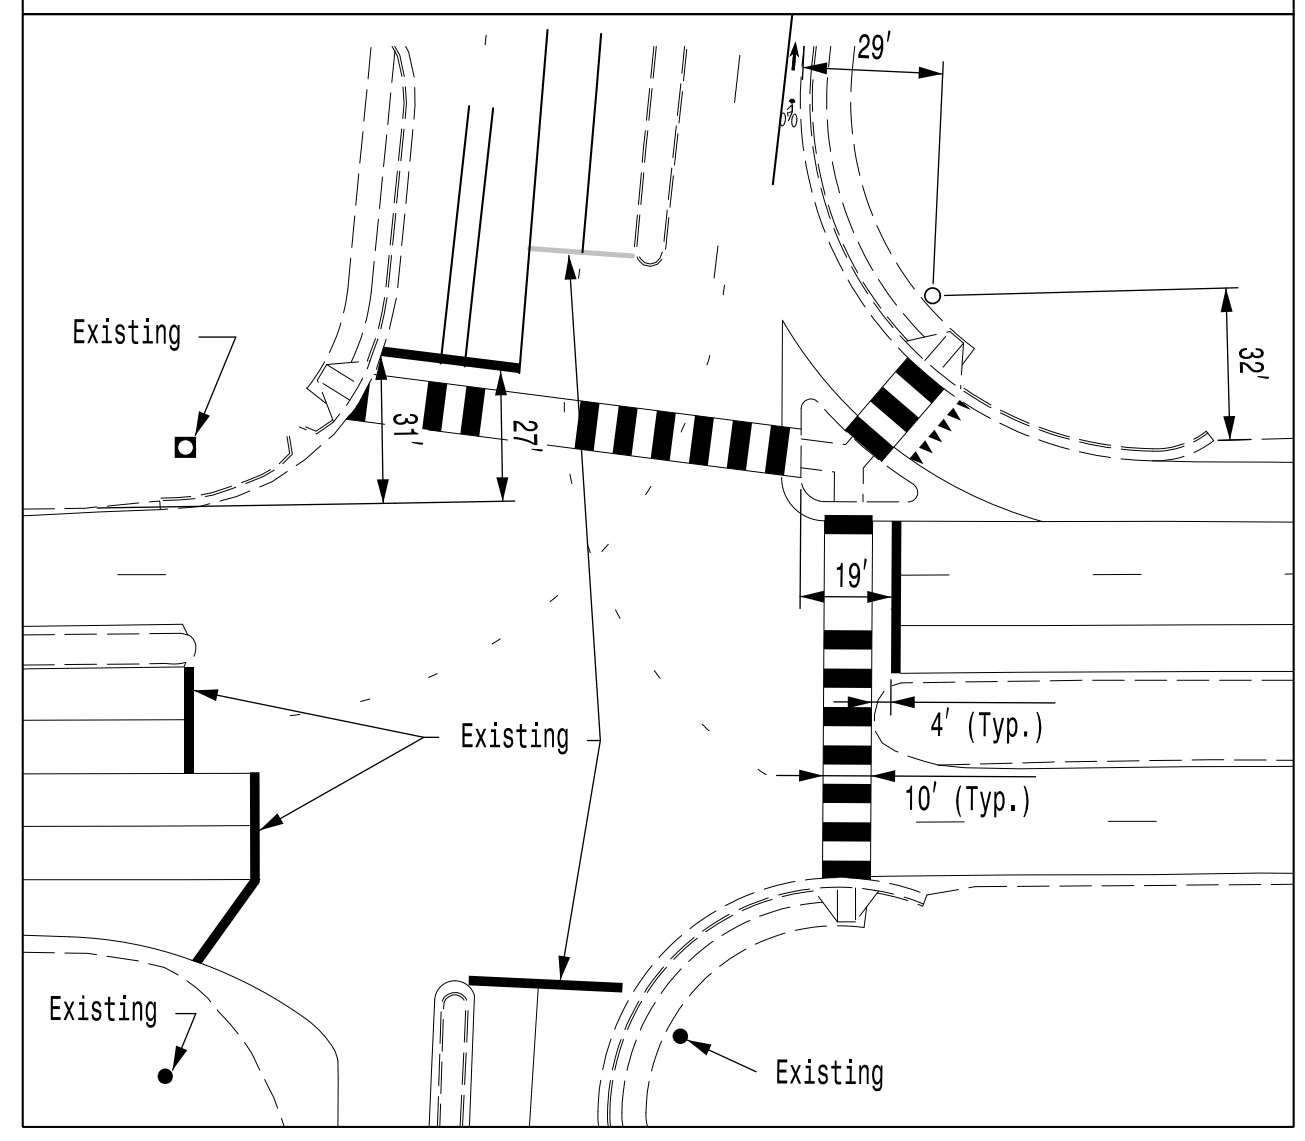 29'
Existing
32'
31'
27'
19'
4' (Typ.)
Existing
10' (Typ.)
Existing
Existing